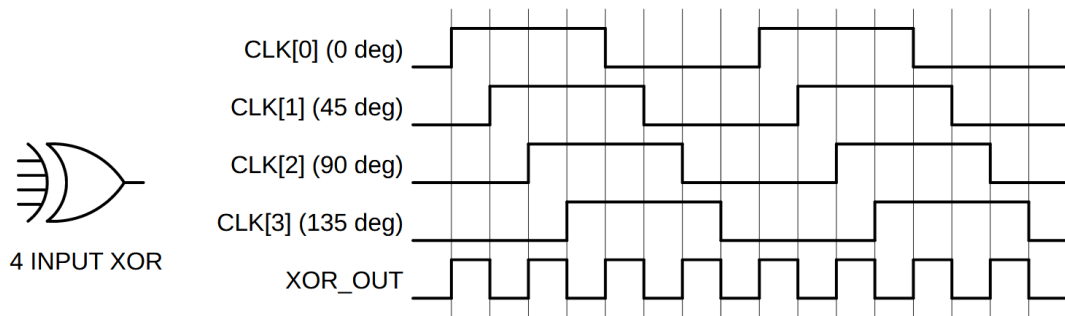 CLK[0] (0 deg)
CLK[1] (45 deg)
CLK[2] (90 deg)
CLK[3] (135 deg)
4 INPUT XOR
XOR_OUT